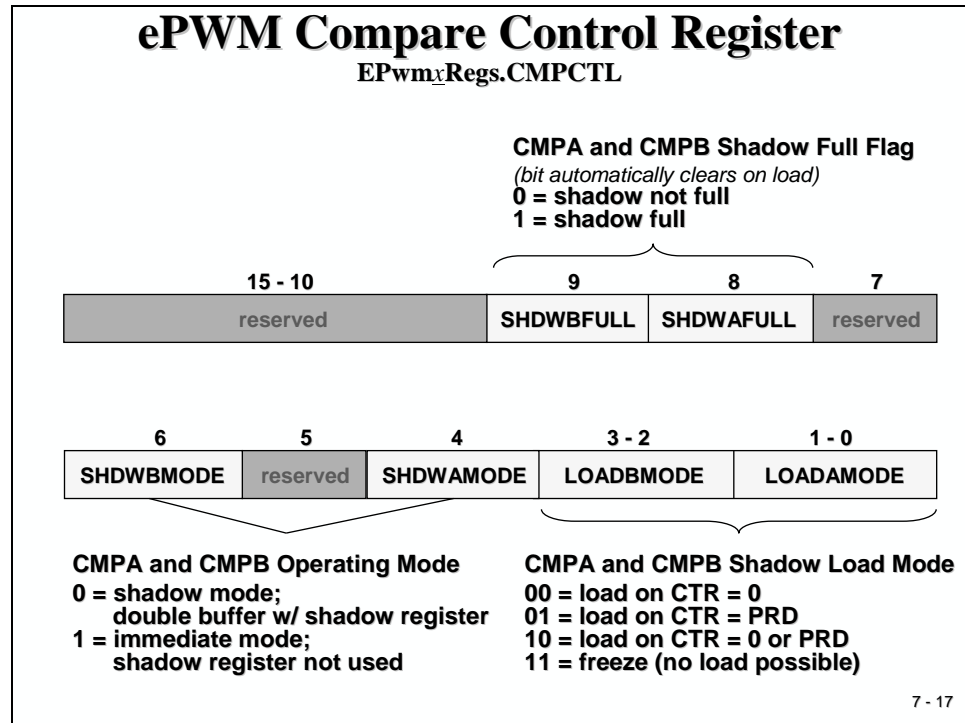 ePWM Compare Control Register
EPwmxRegs.CMPCTL
CMPA and CMPB Shadow Full Flag
(bit automatically clears on load)
0 = shadow not full
1 = shadow full
15 - 10 9 8 7
reserved SHDWBFULL SHDWAFULL reserved
6 5 4 3 - 2 1 - 0
SHDWBMODE reserved SHDWAMODE LOADBMODE LOADAMODE
CMPA and CMPB Operating Mode
0 = shadow mode;
double buffer w/ shadow register
1 = immediate mode;
shadow register not used
CMPA and CMPB Shadow Load Mode
00 = load on CTR = 0
01 = load on CTR = PRD
10 = load on CTR = 0 or PRD
11 = freeze (no load possible)
7 - 17